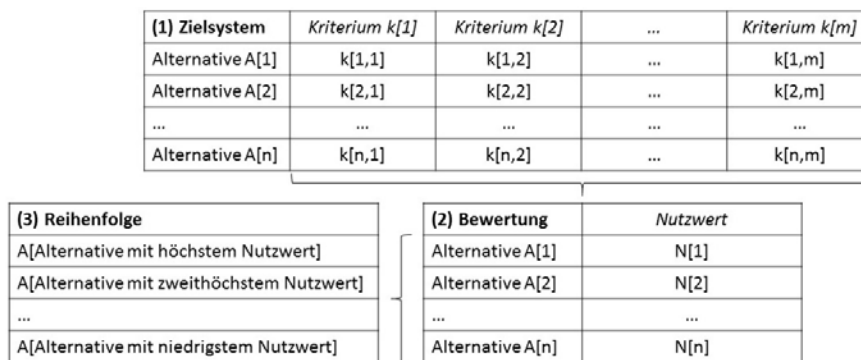 (1) Zielsystem Kriterium k[1] Kriterium k[2] ... Kriterium k[m]
Alternative A[1] k[1,1] k[1,2] ... k[1,m]
Alternative A[2] k[2,1] k[2,2] ... k[2,m]
... ... ... ... ...
Alternative A[n] k[n,1] k[n,2] ... k[n,m]
(3) Reihenfolge
A[Alternative mit höchstem Nutzwert]
A[Alternative mit zweithöchstem Nutzwert]
...
A[Alternative mit niedrigstem Nutzwert]
(2) Bewertung Nutzwert
Alternative A[1] N[1]
Alternative A[2] N[2]
... ...
Alternative A[n] N[n]